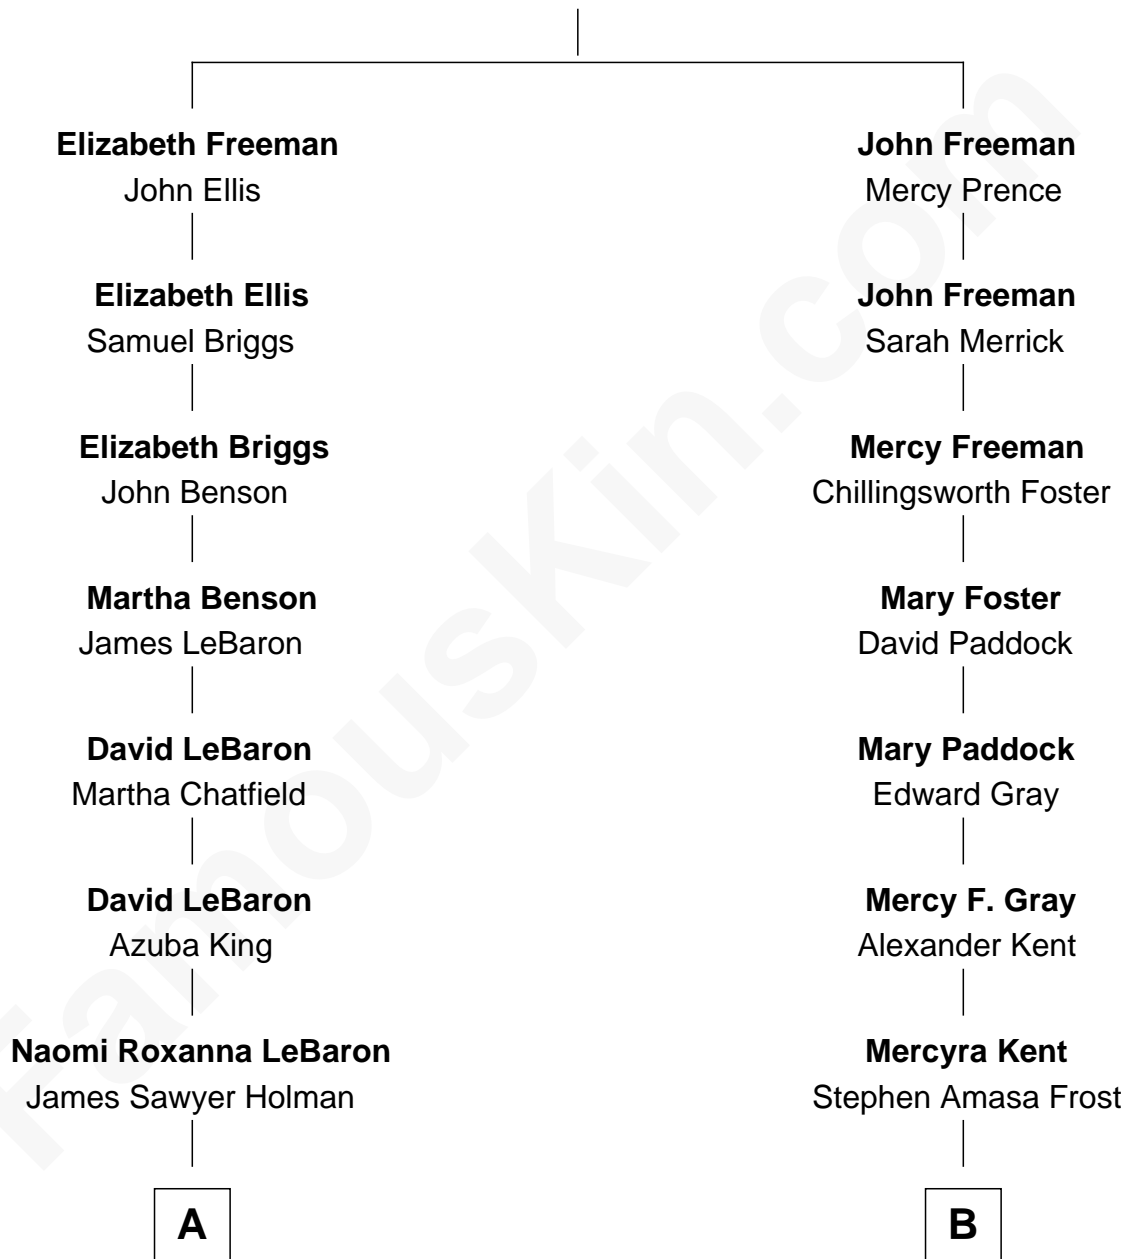 Elizabeth Freeman
John Ellis
Elizabeth Ellis
Samuel Briggs
Elizabeth Briggs
John Benson
Martha Benson
James LeBaron
David LeBaron
Martha Chatfield
David LeBaron
Azuba King
Naomi Roxanna LeBaron
James Sawyer Holman
A
John Freeman
Mercy Prence
John Freeman
Sarah Merrick
Mercy Freeman
Chillingsworth Foster
Mary Foster
David Paddock
Mary Paddock
Edward Gray
Mercy F. Gray
Alexander Kent
Mercyra Kent
Stephen Amasa Frost
B
FamousKin.com